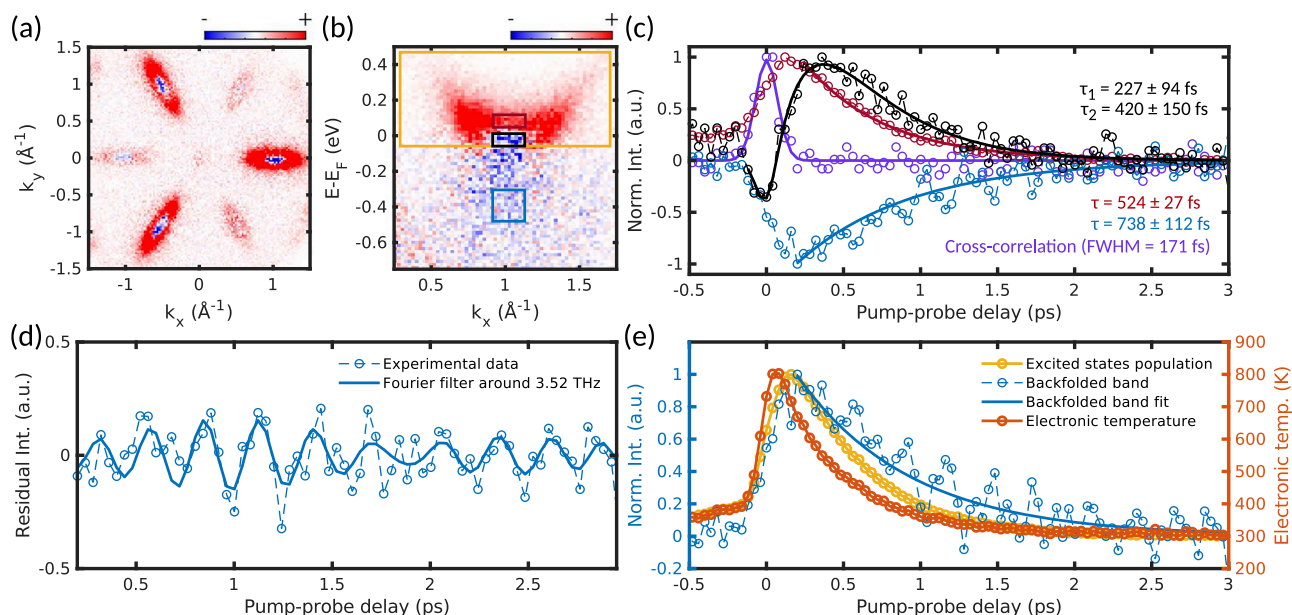 (a)
- +
1.5
1
0.5
0
-0.5
-1
-1.5
k_y (Å⁻¹)
-1 0 1
k_x (Å⁻¹)
(b)
- +
0.4
0.2
0
-0.2
-0.4
-0.6
E-E_F (eV)
0.5 1 1.5
k_x (Å⁻¹)
(c)
1
0.5
0
-0.5
-1
Norm. Int. (a.u.)
τ₁ = 227 ± 94 fs
τ₂ = 420 ± 150 fs
τ = 524 ± 27 fs
τ = 738 ± 112 fs
Cross-correlation (FWHM = 171 fs)
-0.5 0 0.5 1 1.5 2 2.5 3
Pump-probe delay (ps)
(d)
0.5
0
-0.5
Residual Int. (a.u.)
Experimental data
Fourier filter around 3.52 THz
0.5 1 1.5 2 2.5
Pump-probe delay (ps)
(e)
1
0.8
0.6
0.4
0.2
0
-0.2
Norm. Int. (a.u.)
Excited states population
Backfolded band
Backfolded band fit
Electronic temperature
900
800
700
600
500
400
300
200
Electronic temp. (K)
-0.5 0 0.5 1 1.5 2 2.5 3
Pump-probe delay (ps)